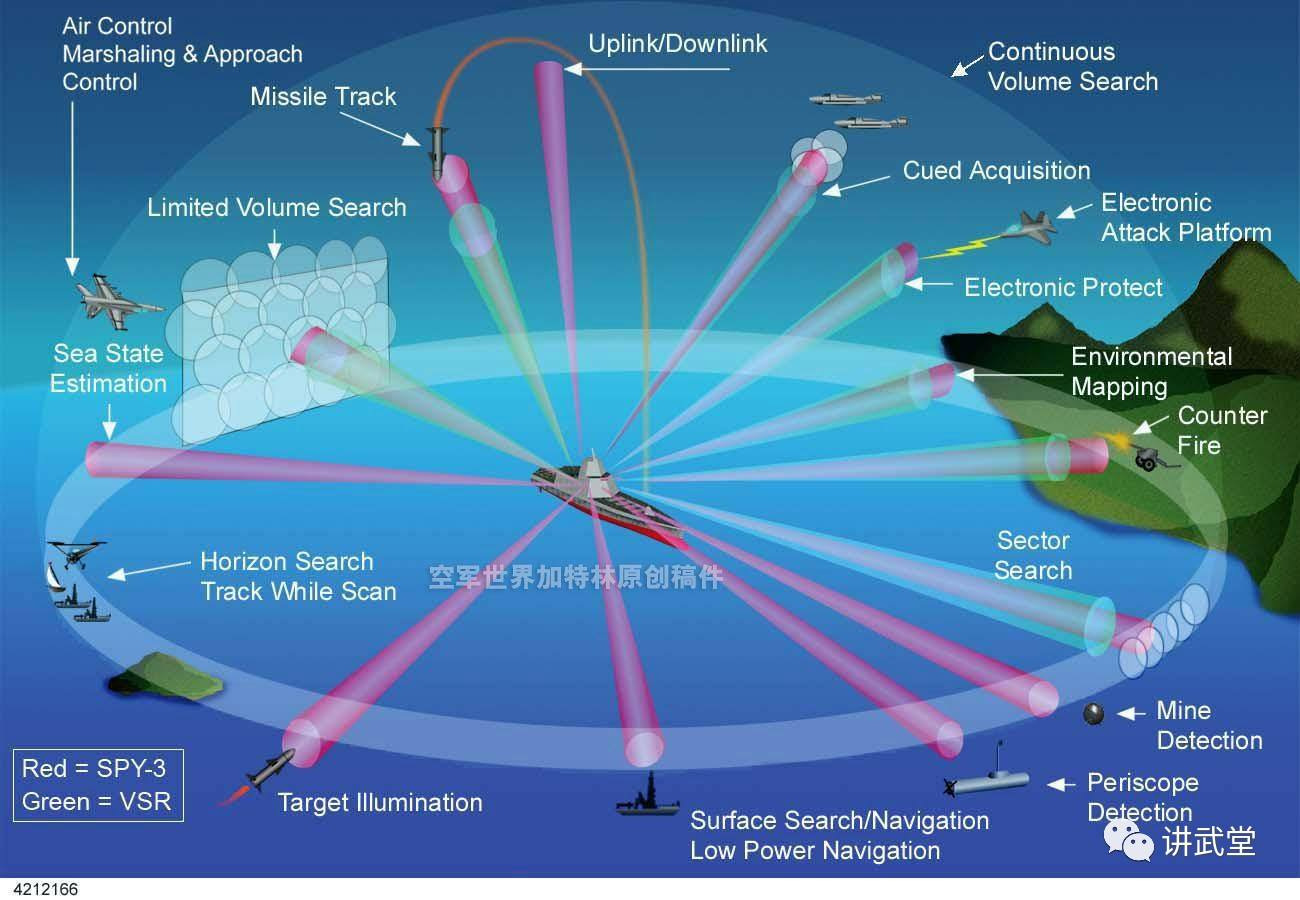 Air Control
Marshaling & Approach
Control
Missile Track
Uplink/Downlink
Continuous
Volume Search
Limited Volume Search
Cued Acquisition
Electronic
Attack Platform
Electronic Protect
Sea State
Estimation
Environmental
Mapping
Counter
Fire
Sector
Search
Horizon Search
Track While Scan
空军世界加特林原创稿件
Mine
Detection
Red = SPY-3
Green = VSR
Target Illumination
Surface Search/Navigation
Low Power Navigation
Periscope
Detection
讲武堂
4212166